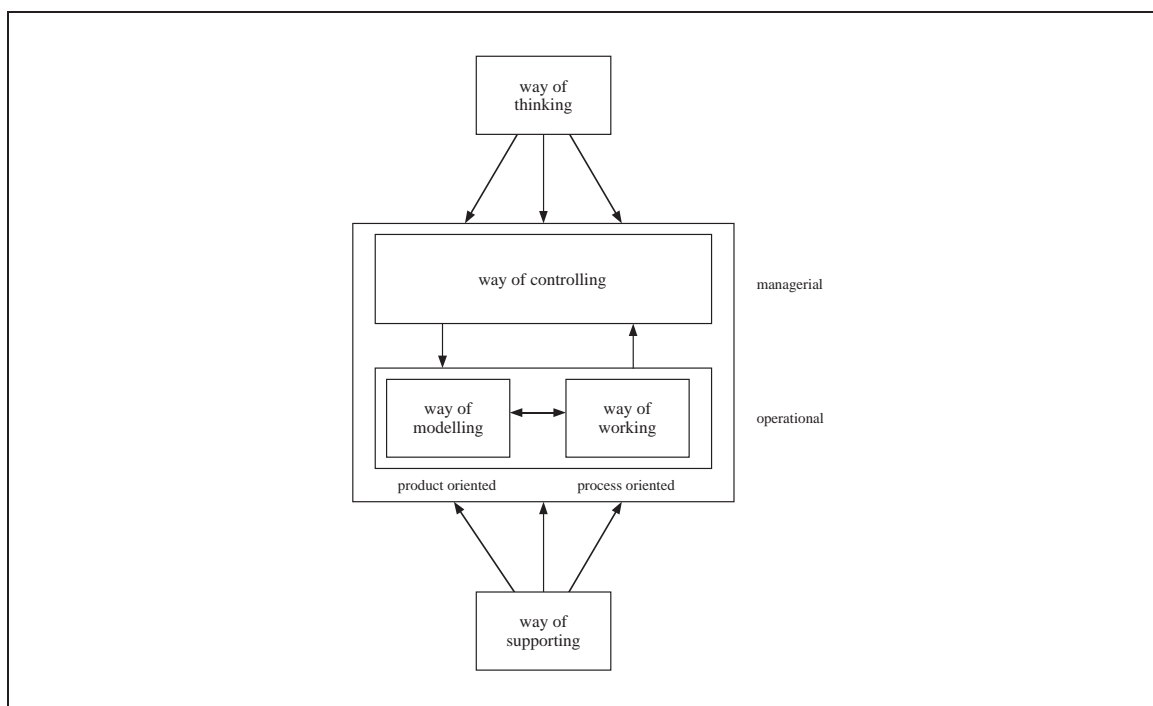 way of
thinking
way of controlling
managerial
way of
modelling
way of
working
operational
product oriented
process oriented
way of
supporting